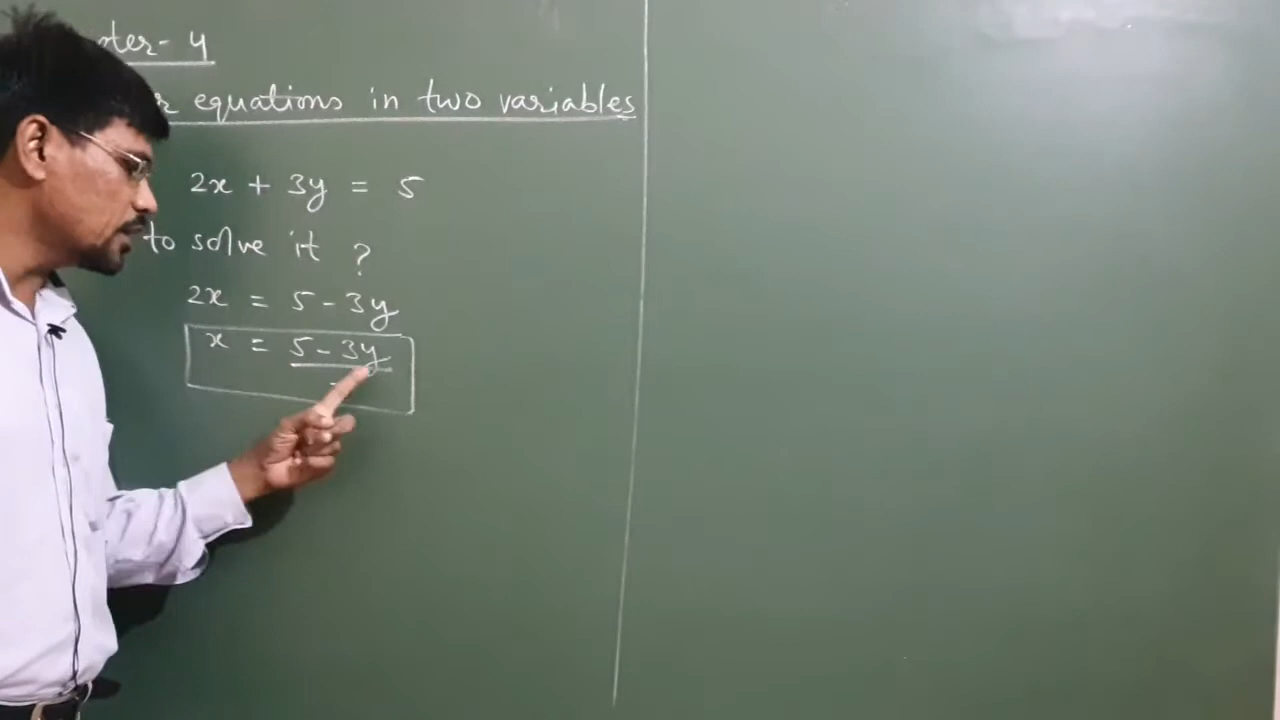 ter- 4
r equations in two variables
2x + 3y = 5
to solve it ?
2x = 5 - 3y
x = 5 - 3y